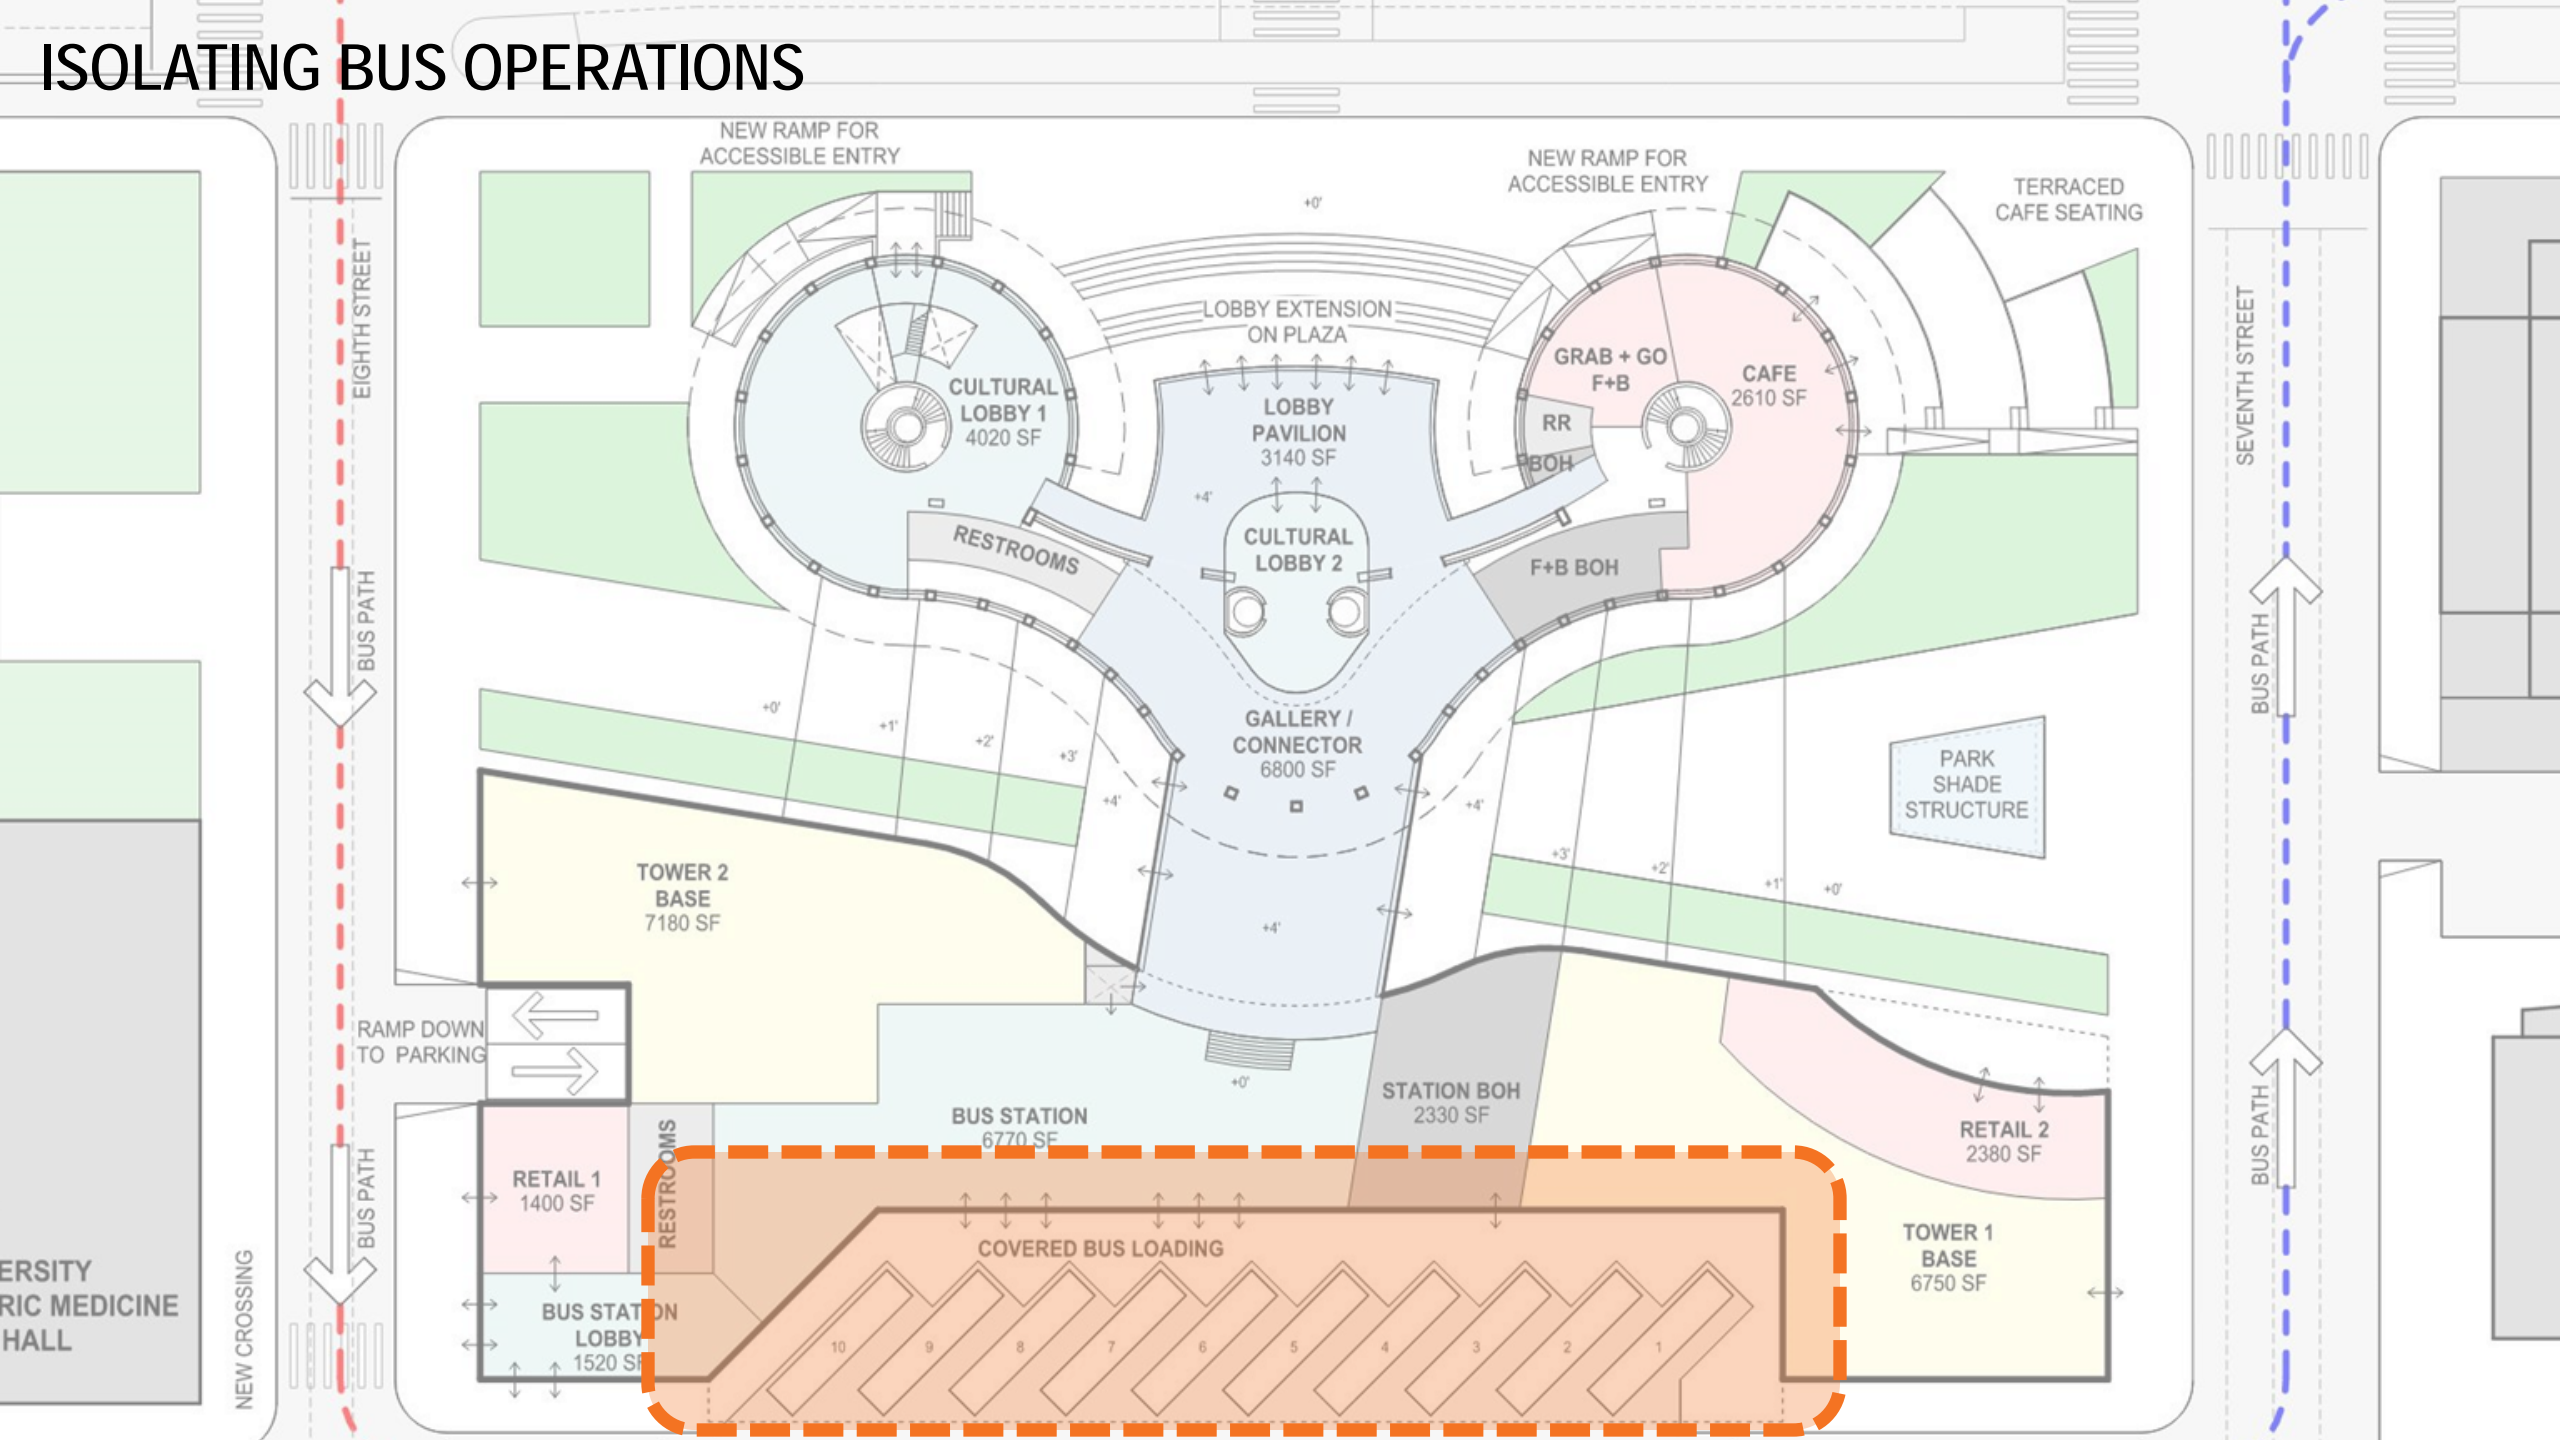 ISOLATING BUS OPERATIONS
NEW RAMP FOR
ACCESSIBLE ENTRY
NEW RAMP FOR
ACCESSIBLE ENTRY
TERRACED
CAFE SEATING
+0'
EIGHTH STREET
LOBBY EXTENSION
ON PLAZA
SEVENTH STREET
CULTURAL
LOBBY 1
4020 SF
LOBBY
PAVILION
3140 SF
GRAB + GO
F+B
CAFE
2610 SF
RR
BOH
+4'
RESTROOMS
CULTURAL
LOBBY 2
F+B BOH
BUS PATH
BUS PATH
+0'
+1'
+2'
+3'
+4'
GALLERY /
CONNECTOR
6800 SF
+4'
+3'
+2'
+1'
+0'
PARK
SHADE
STRUCTURE
TOWER 2
BASE
7180 SF
+4'
RAMP DOWN
TO PARKING
+0'
BUS STATION
6770 SF
STATION BOH
2330 SF
RETAIL 2
2380 SF
BUS PATH
BUS PATH
RETAIL 1
1400 SF
RESTROOMS
COVERED BUS LOADING
TOWER 1
BASE
6750 SF
ERSITY
RIC MEDICINE
HALL
NEW CROSSING
BUS STATION
LOBBY
1520 SF
10
9
8
7
6
5
4
3
2
1